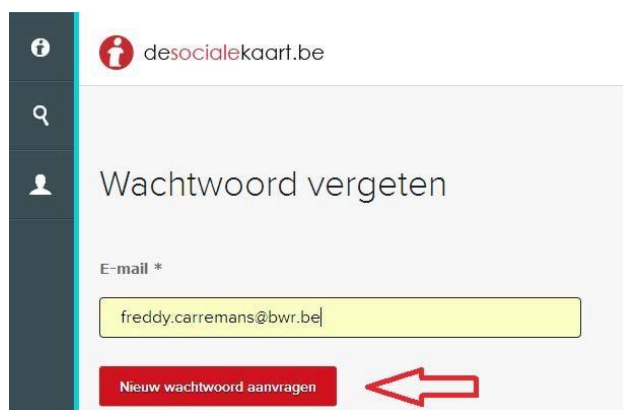 desocialekaart.be
Wachtwoord vergeten
E-mail *
freddy.carremans@bwr.be
Nieuw wachtwoord aanvragen